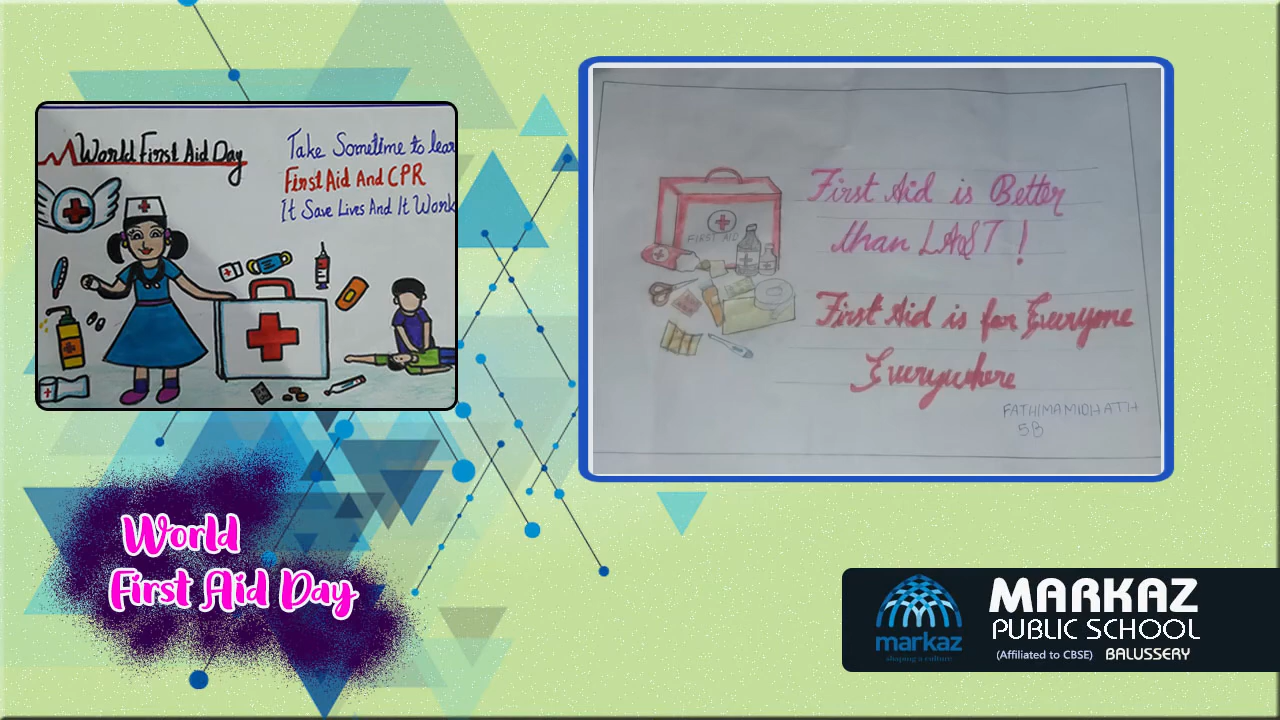 World First Aid Day
Take Sometime to lear
First Aid And CPR
It Save Lives And It Work
First Aid is Better
than LAST !
FIRST AID
First Aid is for Everyone
Everywhere
FATHIMA MIDHATH
5B
World
First Aid Day
markaz
shaping a culture
MARKAZ
PUBLIC SCHOOL
(Affiliated to CBSE) BALUSSERY